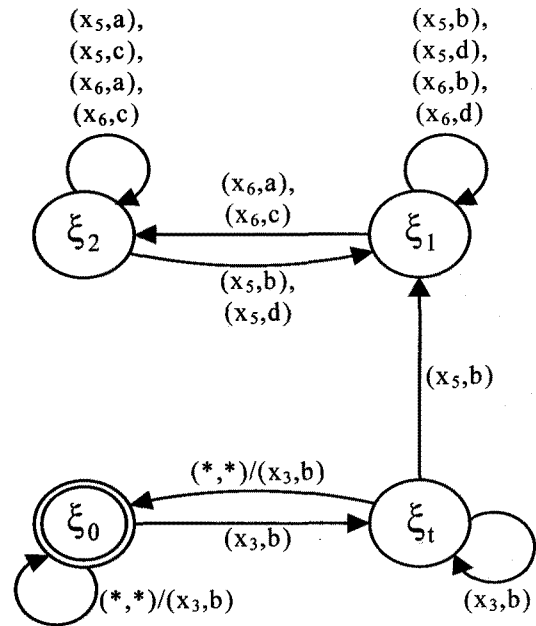 (x₅,a),
(x₅,c),
(x₆,a),
(x₆,c)
(x₅,b),
(x₅,d),
(x₆,b),
(x₆,d)
(x₆,a),
(x₆,c)
ξ₂
ξ₁
(x₅,b),
(x₅,d)
(x₅,b)
(*,*)/(x₃,b)
ξ₀
ξt
(x₃,b)
(*,*)/(x₃,b)
(x₃,b)